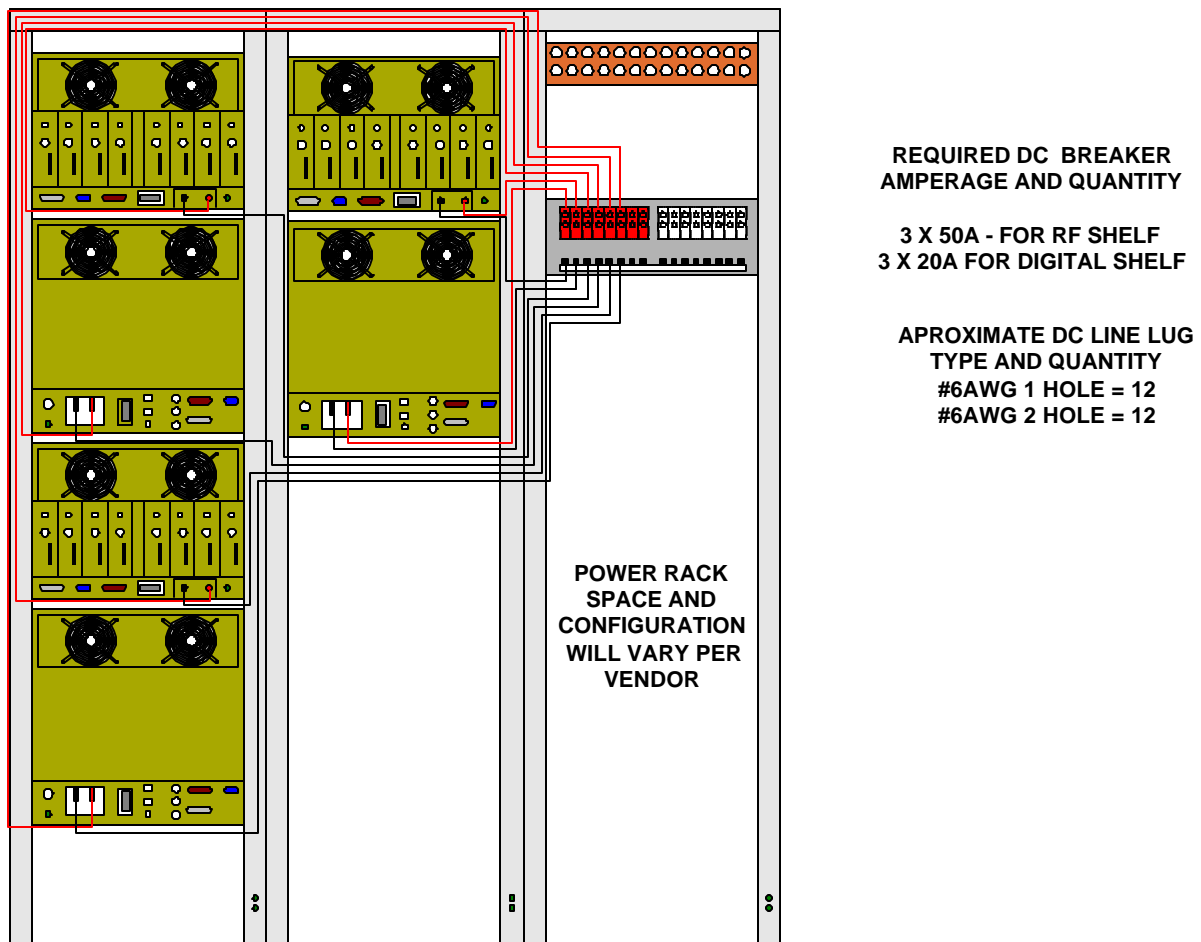 REQUIRED DC BREAKER
AMPERAGE AND QUANTITY
3 X 50A - FOR RF SHELF
3 X 20A FOR DIGITAL SHELF
APROXIMATE DC LINE LUG
TYPE AND QUANTITY
#6AWG 1 HOLE = 12
#6AWG 2 HOLE = 12
POWER RACK
SPACE AND
CONFIGURATION
WILL VARY PER
VENDOR